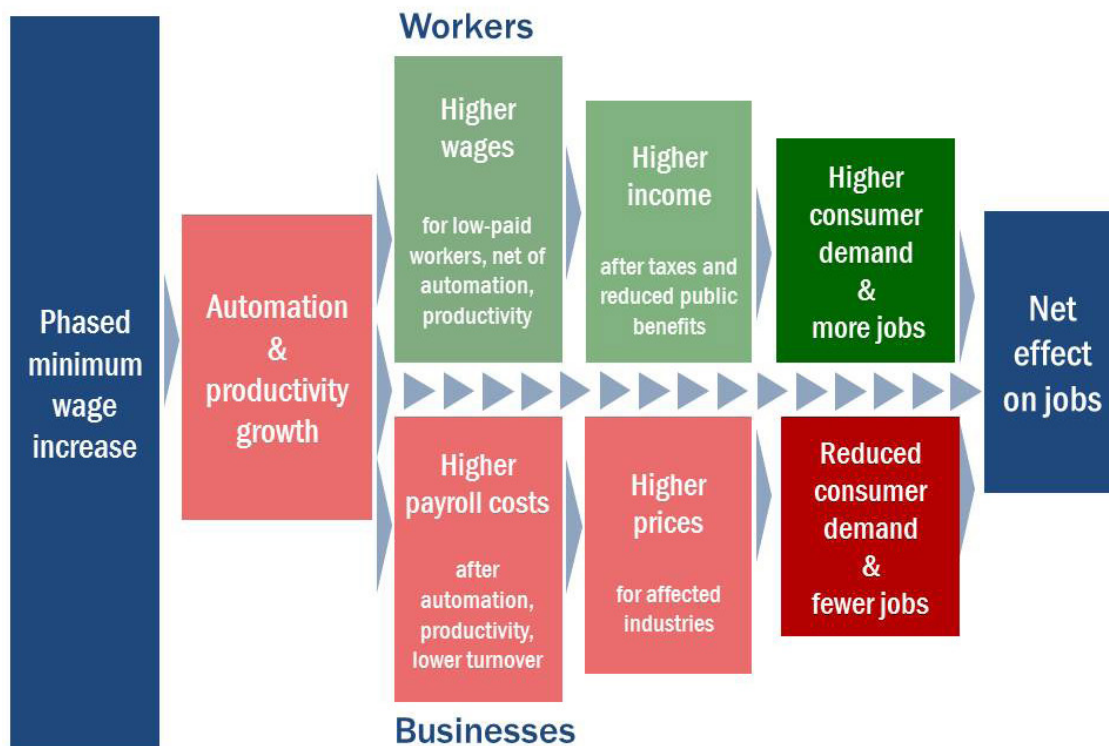 Workers
Phased
minimum
wage
increase
Automation
&
productivity
growth
Higher
wages
for low-paid
workers, net of
automation,
productivity
Higher
income
after taxes and
reduced public
benefits
Higher
consumer
demand
&
more jobs
Higher
payroll costs
after
automation,
productivity,
lower turnover
Higher
prices
for affected
industries
Reduced
consumer
demand
&
fewer jobs
Net
effect
on jobs
Businesses